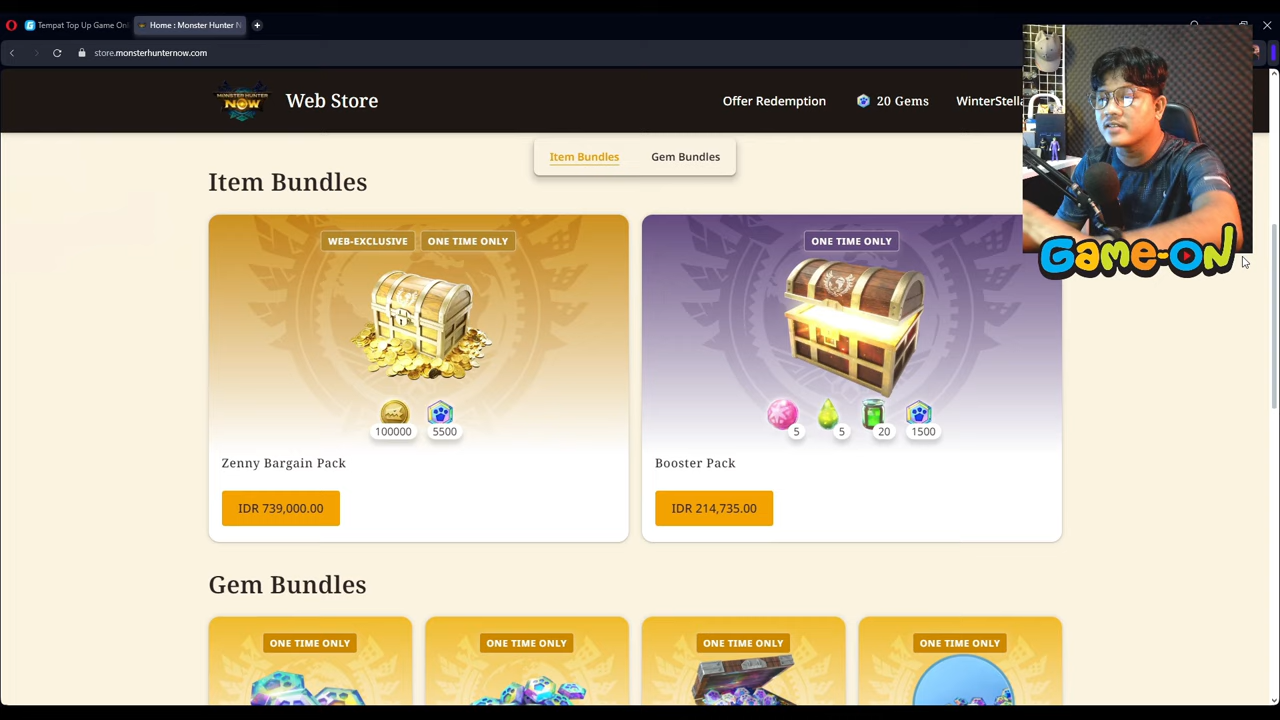 Tempat Top Up Game On
Home : Monster Hunter N
store.monsterhunternow.com
MONSTER HUNTER
NOW
Web Store
Offer Redemption
20 Gems
WinterStella
Item Bundles
Gem Bundles
Item Bundles
WEB-EXCLUSIVE
ONE TIME ONLY
100000
5500
Zenny Bargain Pack
IDR 739,000.00
ONE TIME ONLY
5
5
20
1500
Booster Pack
IDR 214,735.00
GAME-ON
Gem Bundles
ONE TIME ONLY
ONE TIME ONLY
ONE TIME ONLY
ONE TIME ONLY